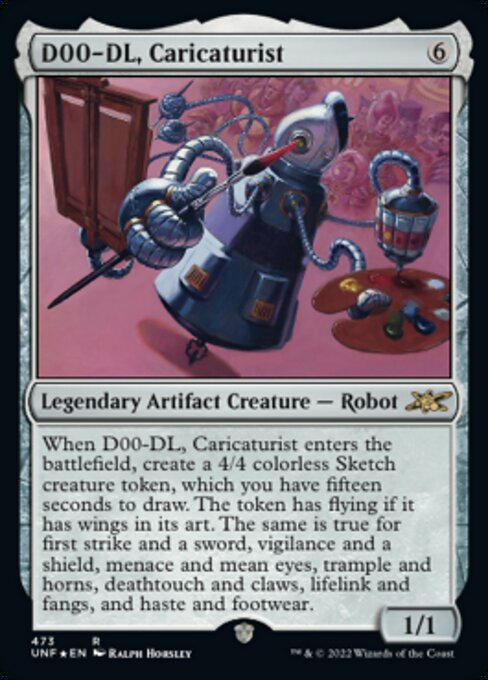 D00-DL, Caricaturist 6
Legendary Artifact Creature — Robot
When D00-DL, Caricaturist enters the
battlefield, create a 4/4 colorless Sketch
creature token, which you have fifteen
seconds to draw. The token has flying if it
has wings in its art. The same is true for
first strike and a sword, vigilance and a
shield, menace and mean eyes, trample and
horns, deathtouch and claws, lifelink and
fangs, and haste and footwear.
1/1
473 R
UNF★EN RALPH HORSLEY
™ & © 2022 Wizards of the Coast